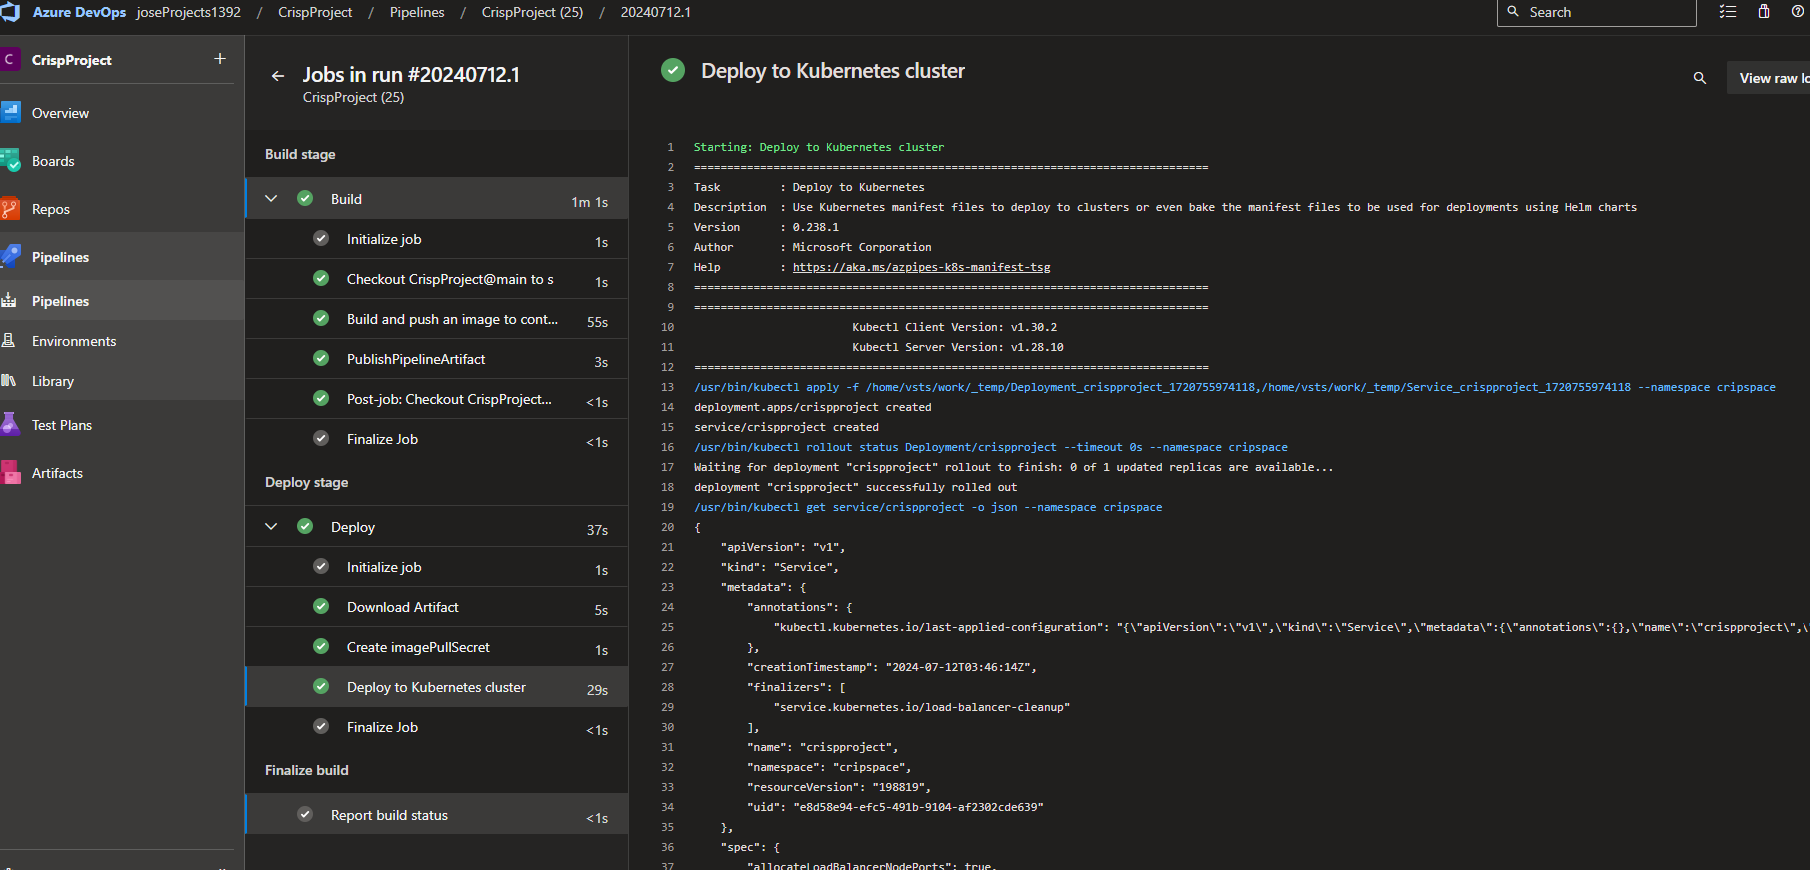 Azure DevOps joseProjects1392 / CrispProject / Pipelines / CrispProject (25) / 20240712.1
Search
C CrispProject +
Overview
Boards
Repos
Pipelines
Pipelines
Environments
Library
Test Plans
Artifacts
Jobs in run #20240712.1
CrispProject (25)
Build stage
Build 1m 1s
Initialize job 1s
Checkout CrispProject@main to s 1s
Build and push an image to cont... 55s
PublishPipelineArtifact 3s
Post-job: Checkout CrispProject... <1s
Finalize Job <1s
Deploy stage
Deploy 37s
Initialize job 1s
Download Artifact 5s
Create imagePullSecret 1s
Deploy to Kubernetes cluster 29s
Finalize Job <1s
Finalize build
Report build status <1s
Deploy to Kubernetes cluster
View raw lo
1 Starting: Deploy to Kubernetes cluster
2 ==============================================================================
3 Task : Deploy to Kubernetes
4 Description : Use Kubernetes manifest files to deploy to clusters or even bake the manifest files to be used for deployments using Helm charts
5 Version : 0.238.1
6 Author : Microsoft Corporation
7 Help : https://aka.ms/azpipes-k8s-manifest-tsg
8 ==============================================================================
9 ==============================================================================
10 Kubectl Client Version: v1.30.2
11 Kubectl Server Version: v1.28.10
12 ==============================================================================
13 /usr/bin/kubectl apply -f /home/vsts/work/_temp/Deployment_crispproject_1720755974118,/home/vsts/work/_temp/Service_crispproject_1720755974118 --namespace cripspace
14 deployment.apps/crispproject created
15 service/crispproject created
16 /usr/bin/kubectl rollout status Deployment/crispproject --timeout 0s --namespace cripspace
17 Waiting for deployment "crispproject" rollout to finish: 0 of 1 updated replicas are available...
18 deployment "crispproject" successfully rolled out
19 /usr/bin/kubectl get service/crispproject -o json --namespace cripspace
20 {
21 "apiVersion": "v1",
22 "kind": "Service",
23 "metadata": {
24 "annotations": {
25 "kubectl.kubernetes.io/last-applied-configuration": "{\"apiVersion\":\"v1\",\"kind\":\"Service\",\"metadata\":{\"annotations\":{},\"name\":\"crispproject\",\
26 },
27 "creationTimestamp": "2024-07-12T03:46:14Z",
28 "finalizers": [
29 "service.kubernetes.io/load-balancer-cleanup"
30 ],
31 "name": "crispproject",
32 "namespace": "cripspace",
33 "resourceVersion": "198819",
34 "uid": "e8d58e94-efc5-491b-9104-af2302cde639"
35 },
36 "spec": {
37 "allocateLoadBalancerNodePorts": true,